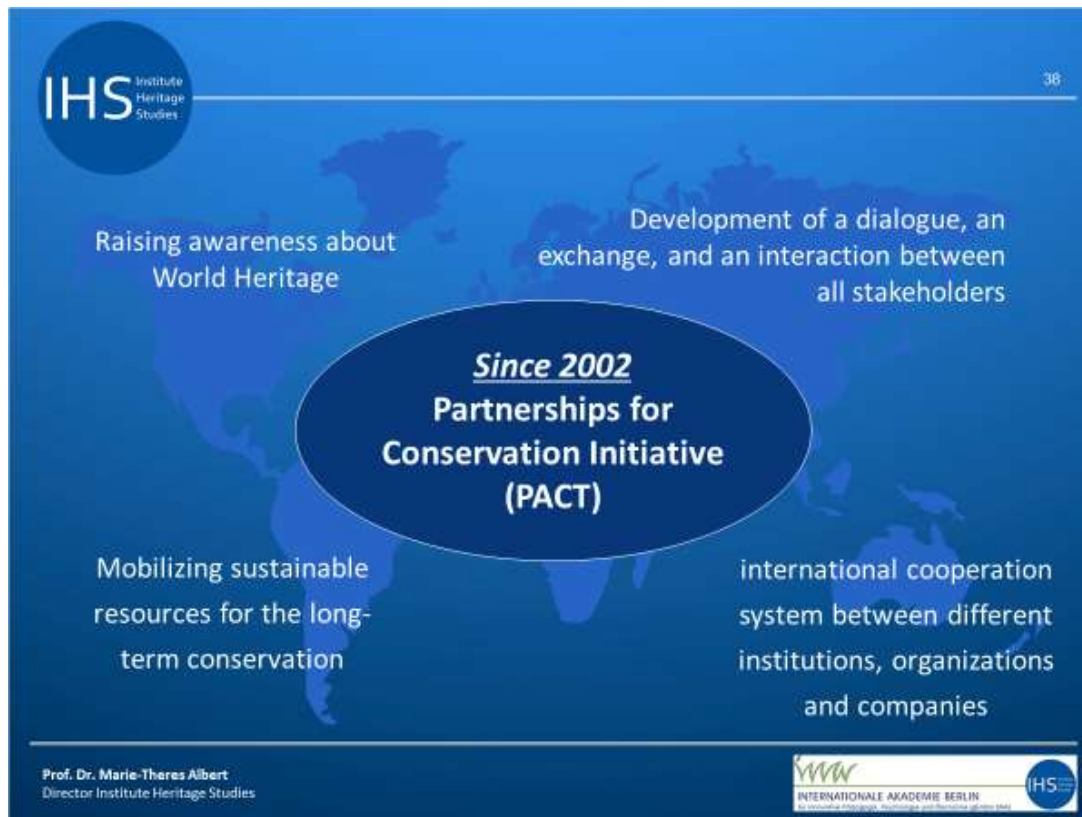 IHS
Institute
Heritage
Studies
38
Raising awareness about
World Heritage
Development of a dialogue, an
exchange, and an interaction between
all stakeholders
Since 2002
Partnerships for
Conservation Initiative
(PACT)
Mobilizing sustainable
resources for the long-
term conservation
international cooperation
system between different
institutions, organizations
and companies
Prof. Dr. Marie-Theres Albert
Director Institute Heritage Studies
INTERNATIONALE AKADEMIE BERLIN
IHS